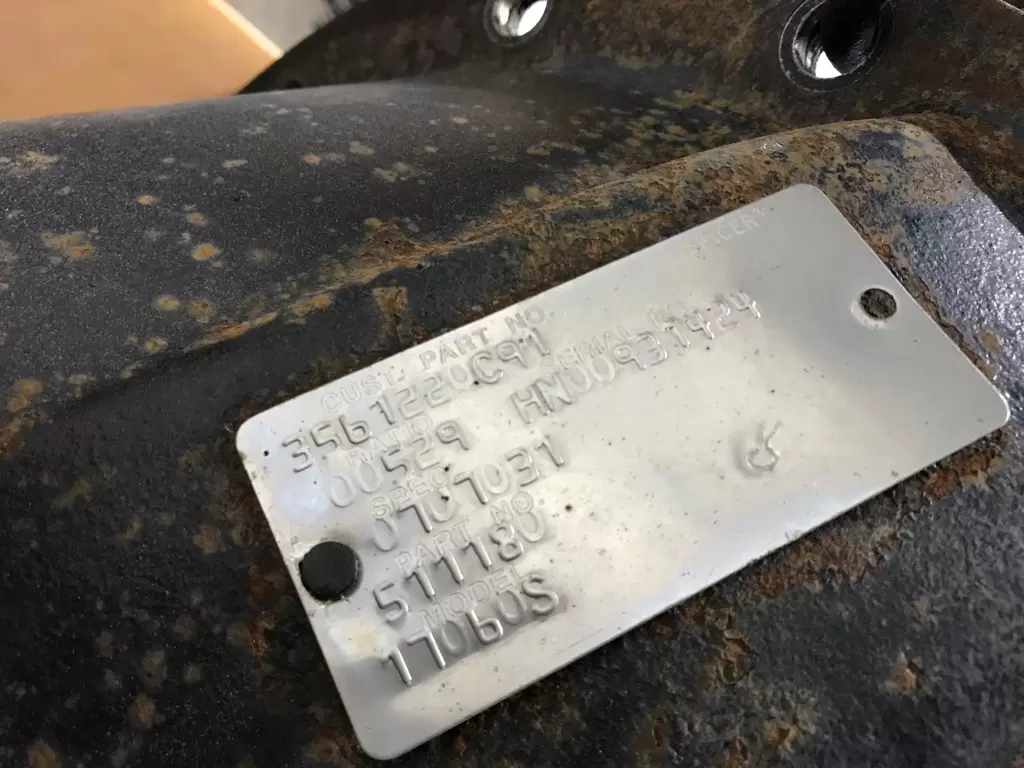 CUST. PART NO.
3561220C91
RATIO SERIAL NO
00529 HN00931924
SPEC
0707031
PART NO
511180
MODEL
17060S